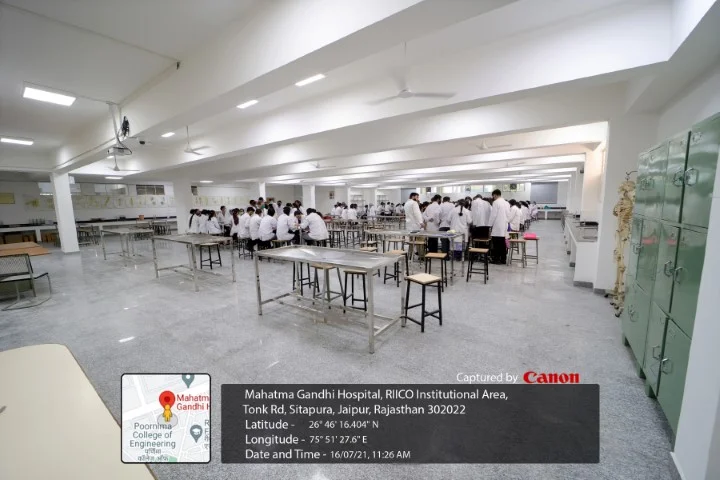 Captured by Canon
Mahatma Gandhi Hospital, RIICO Institutional Area,
Tonk Rd, Sitapura, Jaipur, Rajasthan 302022
Latitude - 26° 46' 16.404" N
Longitude - 75° 51' 27.6" E
Date and Time - 16/07/21, 11:26 AM
Mahatm
Gandhi H
Poornima
College of
Engineering
पूर्णिमा